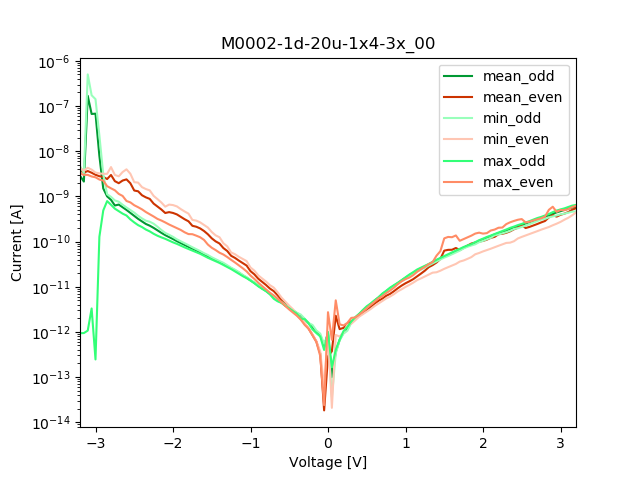 M0002-1d-20u-1x4-3x_00
mean_odd
mean_even
min_odd
min_even
max_odd
max_even
Current [A]
10⁻⁶
10⁻⁷
10⁻⁸
10⁻⁹
10⁻¹⁰
10⁻¹¹
10⁻¹²
10⁻¹³
10⁻¹⁴
−3
−2
−1
0
1
2
3
Voltage [V]